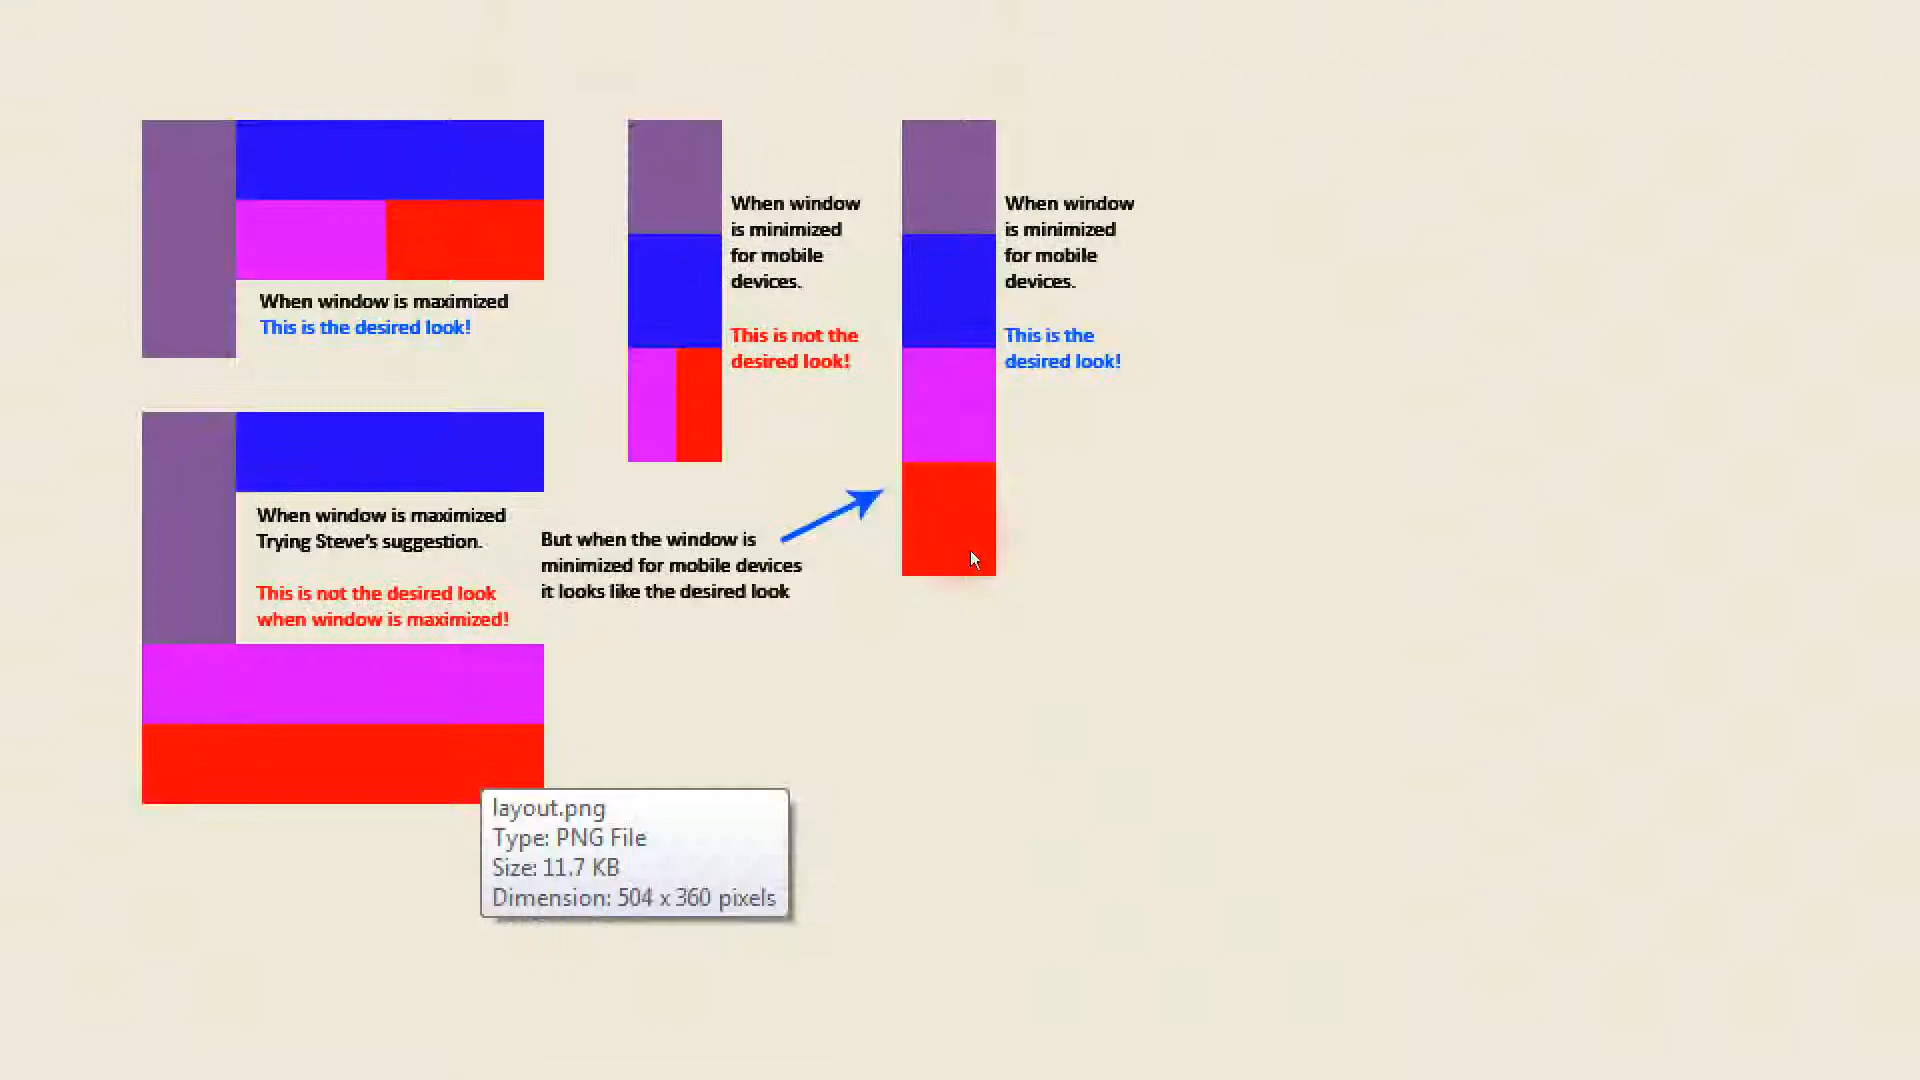 When window is maximized
This is the desired look!
When window
is minimized
for mobile
devices.
This is not the
desired look!
When window
is minimized
for mobile
devices.
This is the
desired look!
When window is maximized
Trying Steve's suggestion.
This is not the desired look
when window is maximized!
But when the window is
minimized for mobile devices
it looks like the desired look
layout.png
Type: PNG File
Size: 11.7 KB
Dimension: 504 x 360 pixels